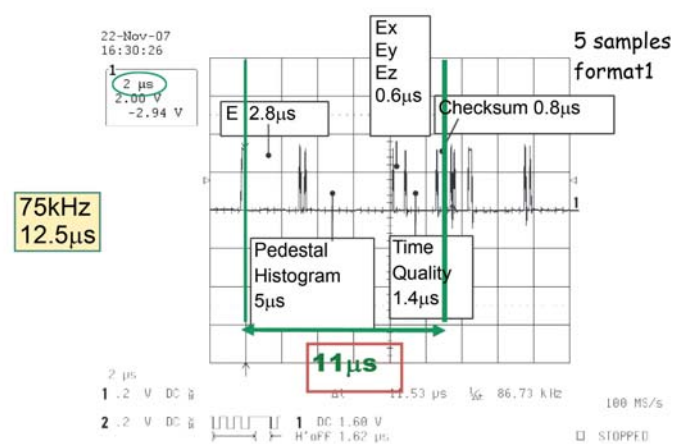 22-Nov-07
16:30:26
1
2 µs
2.00 V
-2.94 V
Ex
Ey
Ez
0.6µs
5 samples
format1
E 2.8µs
Checksum 0.8µs
75kHz
12.5µs
1
Pedestal
Histogram
5µs
Time
Quality
1.4µs
11µs
2 µs
1 .2 V DC
11.53 µs 86.73 kHz
100 MS/s
2 .2 V DC
1 DC 1.60 V
HºOFF 1.62 µs
STOPPED